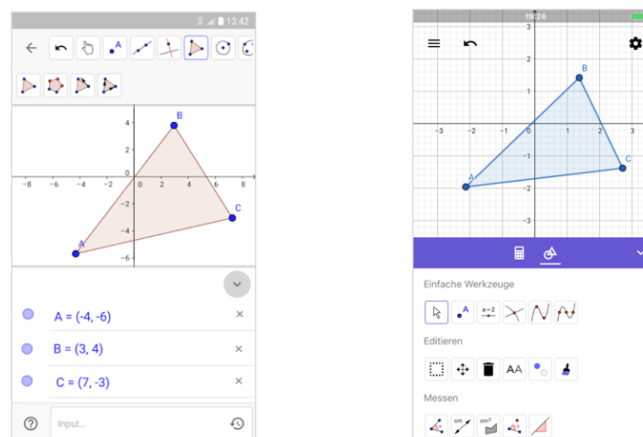 13:42
A
4
2
0
-8
-6
-4
-2
0
2
4
6
8
-2
-4
-6
B
A
C
A = (-4, -6)
B = (3, 4)
C = (7, -3)
Input...
19:26
3
2
1
-3
-2
-1
0
1
2
3
-1
-2
-3
B
A
C
Einfache Werkzeuge
A
a=2
Editieren
AA
Messen
cm
cm²